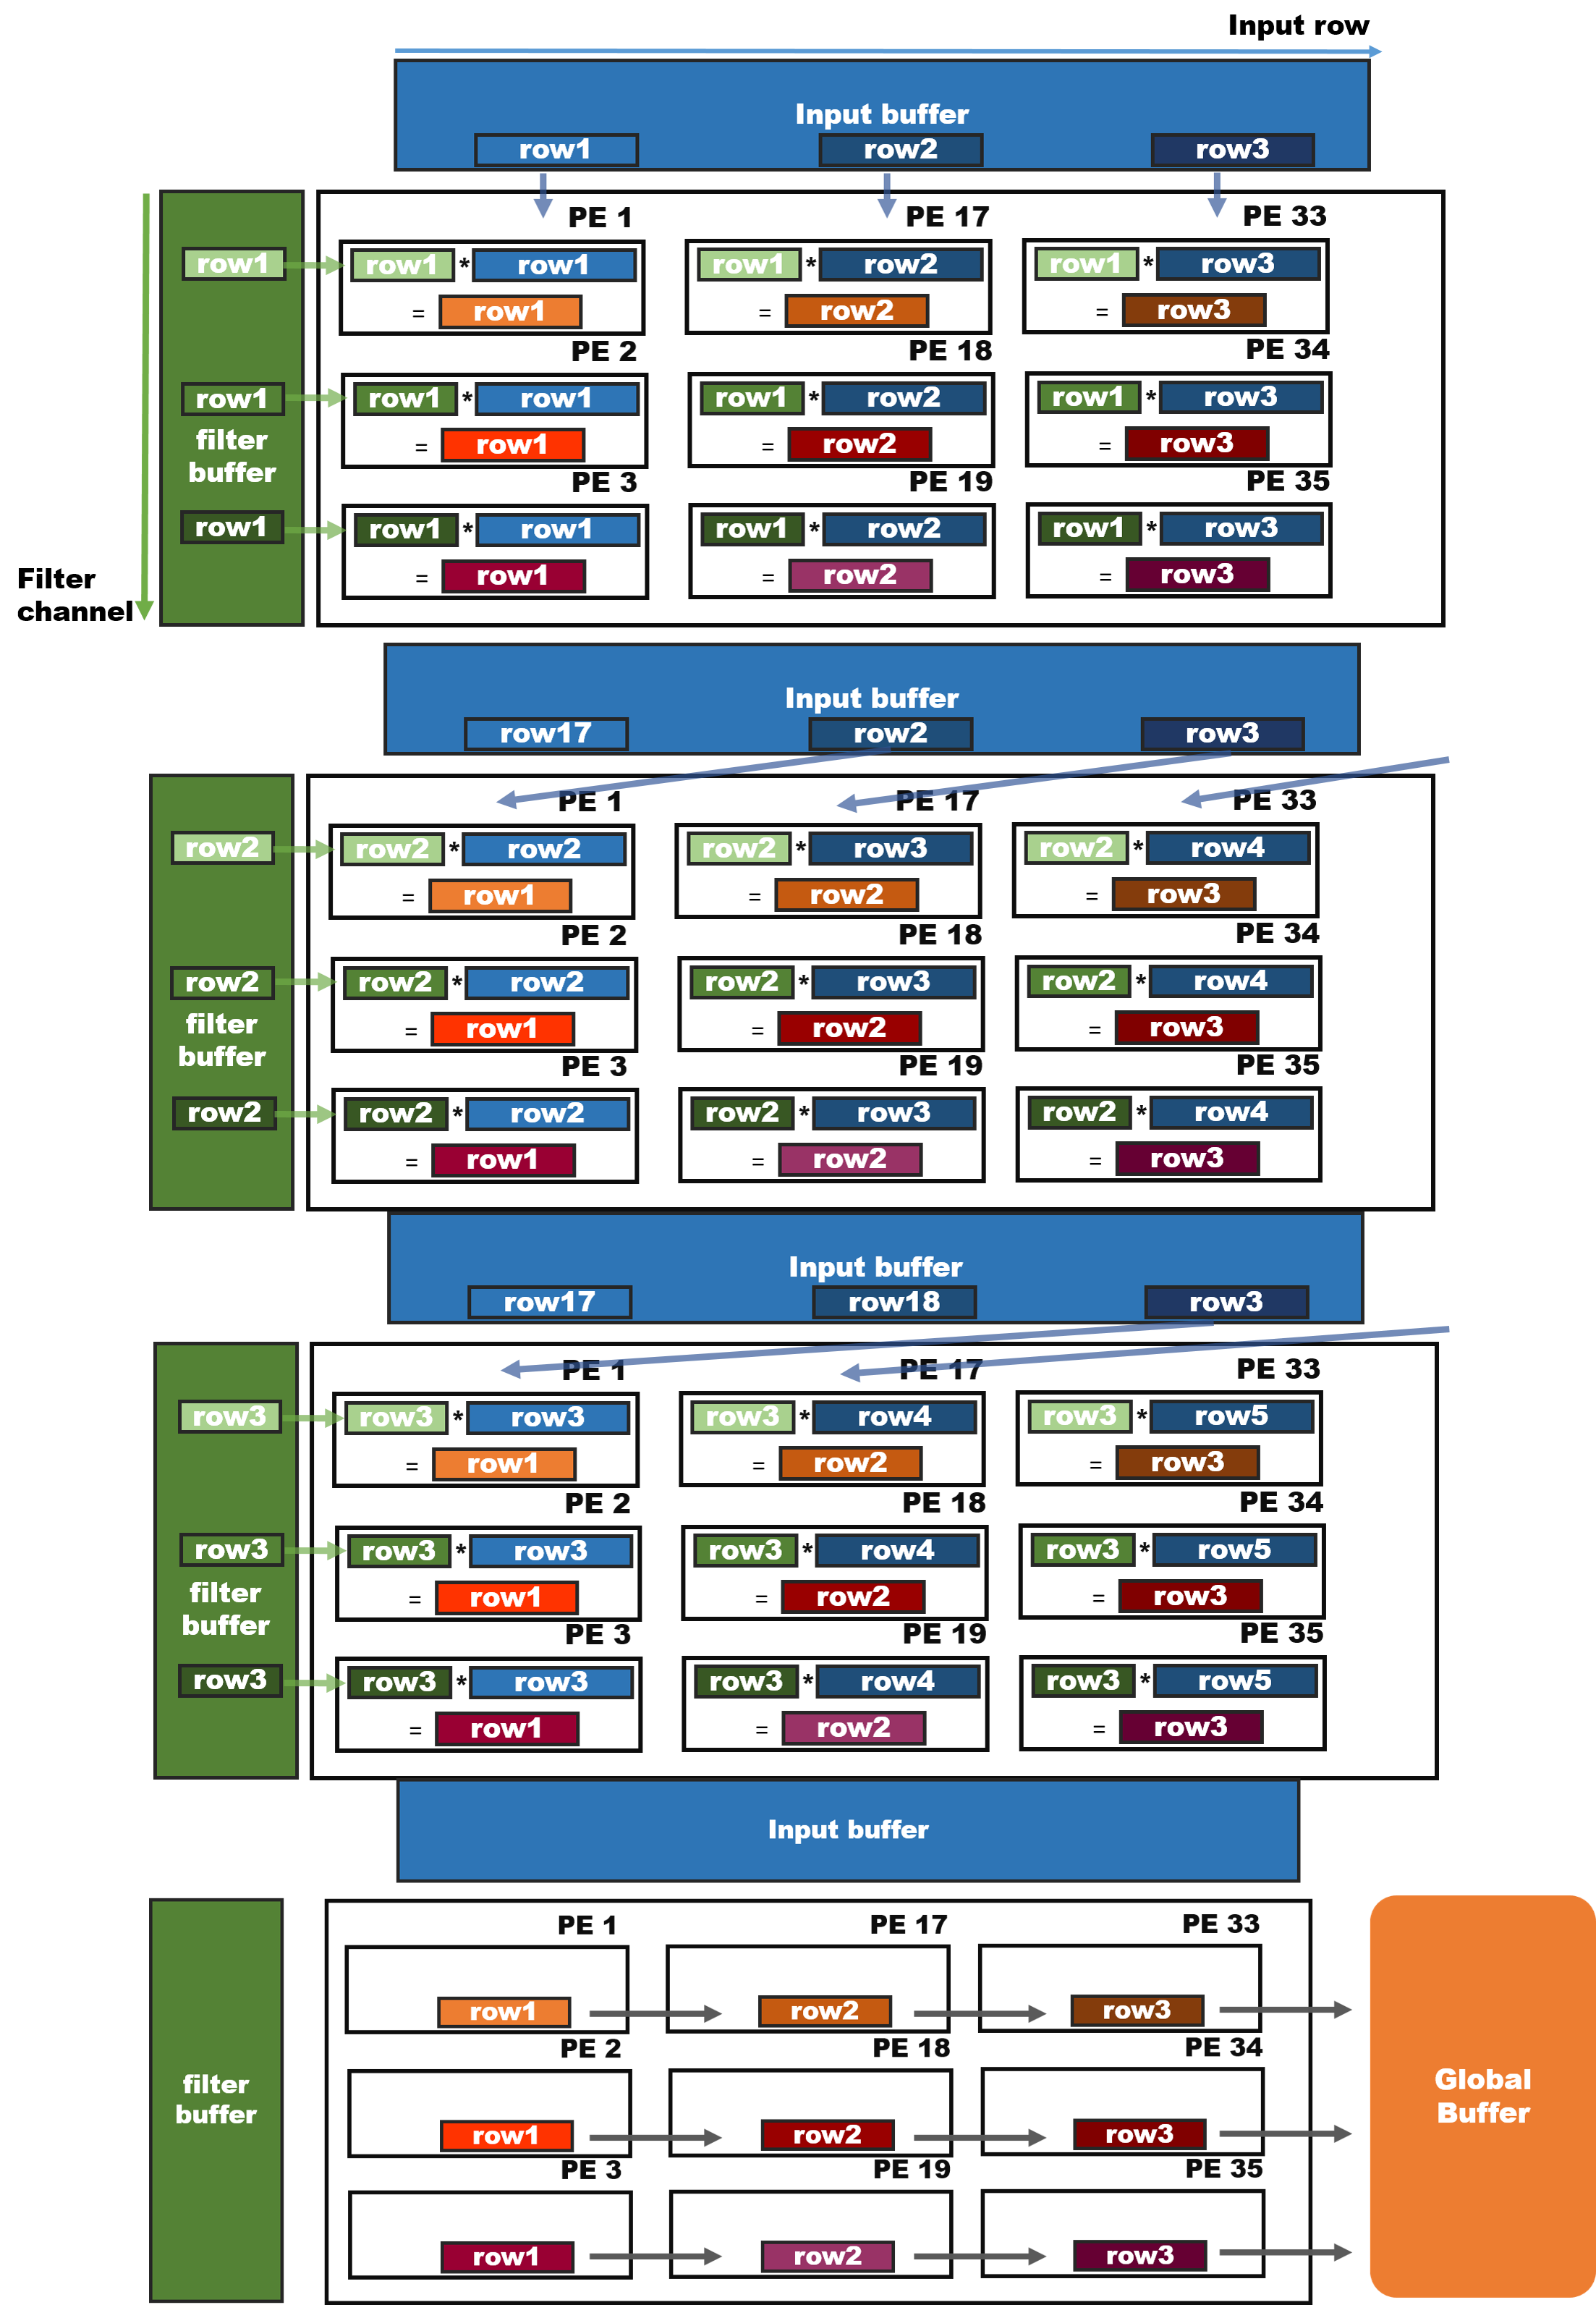 Input row
Input buffer
row1 row2 row3
PE 1 PE 17 PE 33
row1 row1 * row1 row1 * row2 row1 * row3
= row1 = row2 = row3
PE 2 PE 18 PE 34
row1 row1 * row1 row1 * row2 row1 * row3
filter
buffer
= row1 = row2 = row3
PE 3 PE 19 PE 35
row1 row1 * row1 row1 * row2 row1 * row3
= row1 = row2 = row3
Filter
channel
Input buffer
row17 row2 row3
PE 1 PE 17 PE 33
row2 row2 * row2 row2 * row3 row2 * row4
= row1 = row2 = row3
PE 2 PE 18 PE 34
row2 row2 * row2 row2 * row3 row2 * row4
filter
buffer
= row1 = row2 = row3
PE 3 PE 19 PE 35
row2 row2 * row2 row2 * row3 row2 * row4
= row1 = row2 = row3
Input buffer
row17 row18 row3
PE 1 PE 17 PE 33
row3 row3 * row3 row3 * row4 row3 * row5
= row1 = row2 = row3
PE 2 PE 18 PE 34
row3 row3 * row3 row3 * row4 row3 * row5
filter
buffer
= row1 = row2 = row3
PE 3 PE 19 PE 35
row3 row3 * row3 row3 * row4 row3 * row5
= row1 = row2 = row3
Input buffer
PE 1 PE 17 PE 33
row1 row2 row3
PE 2 PE 18 PE 34
filter
buffer
row1 row2 row3
Global
Buffer
PE 3 PE 19 PE 35
row1 row2 row3